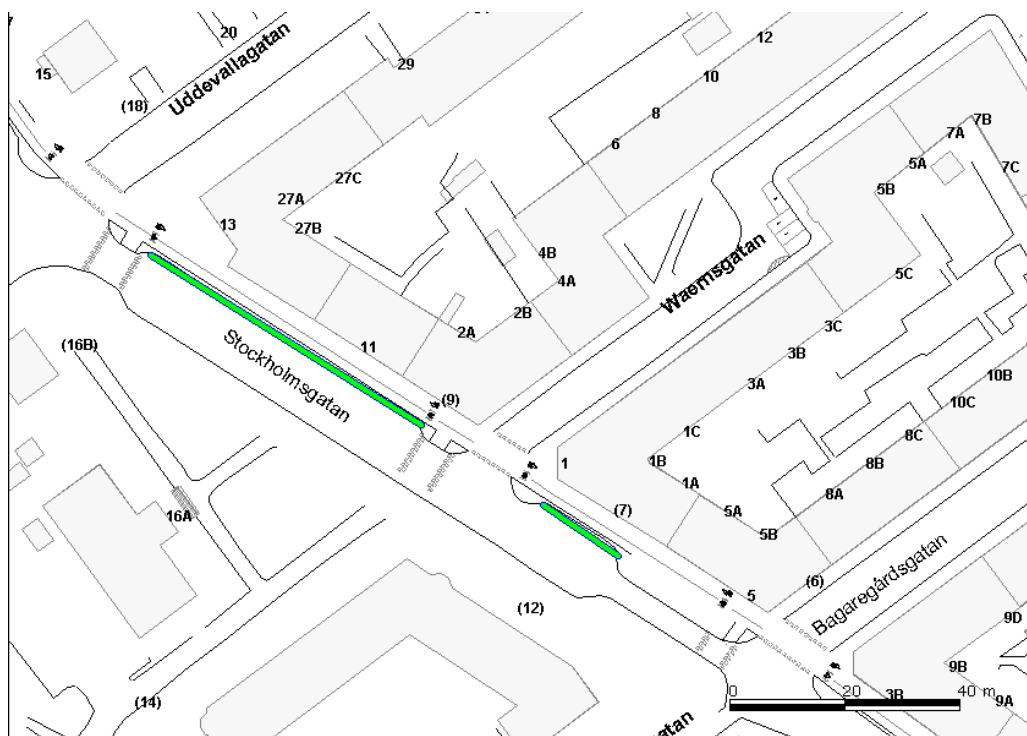 20
12
15
29
Uddevallagatan
10
(18)
8
7B
7A
6
5A
7C
27C
5B
27A
13
27B
4B
Waernsgatan
5C
4A
2B
3C
2A
(16B)
11
3B
Stockholmsgatan
3A
10B
(9)
10C
1C
8C
1
1B
8B
1A
8A
16A
(7)
5A
5B
Bagaregårdsgatan
(6)
5
(12)
9D
9B
0 20 40 m
3B
9A
(14)
gatan